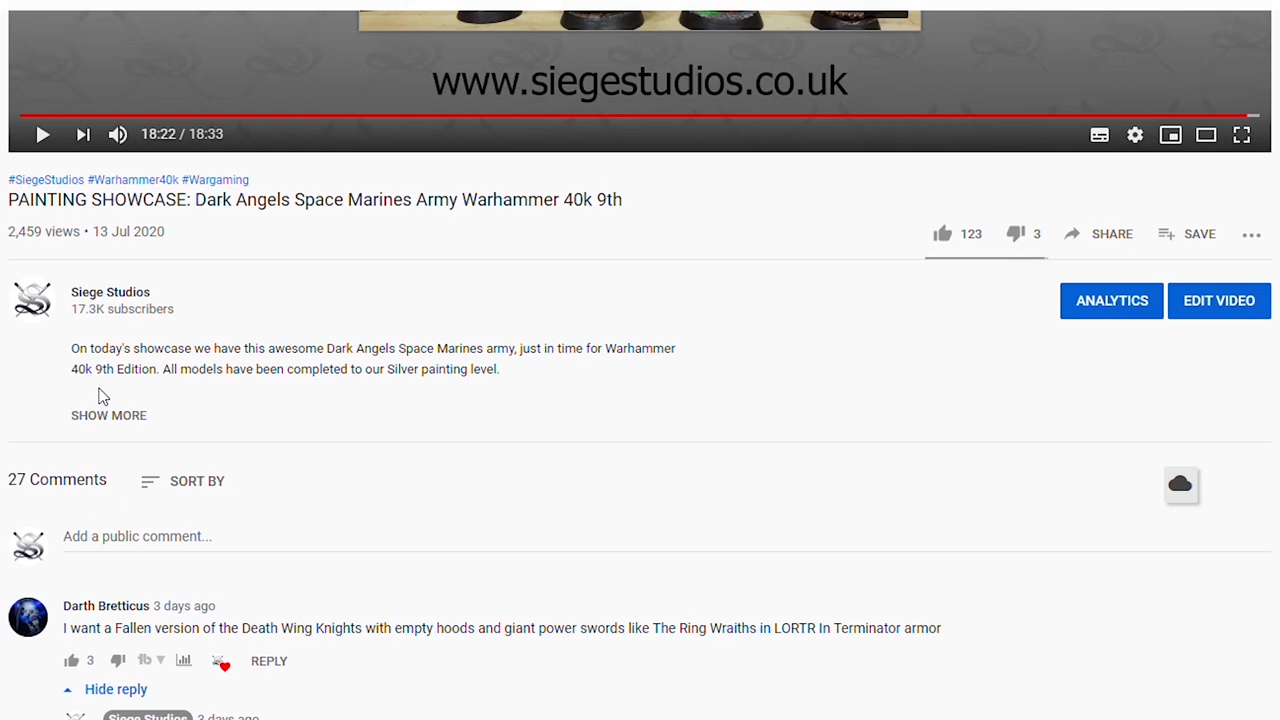 www.siegestudios.co.uk
18:22 / 18:33
#SiegeStudios #Warhammer40k #Wargaming
PAINTING SHOWCASE: Dark Angels Space Marines Army Warhammer 40k 9th
2,459 views • 13 Jul 2020
123 3 SHARE SAVE
Siege Studios
17.3K subscribers
ANALYTICS EDIT VIDEO
On today's showcase we have this awesome Dark Angels Space Marines army, just in time for Warhammer
40k 9th Edition. All models have been completed to our Silver painting level.
SHOW MORE
27 Comments SORT BY
Add a public comment...
Darth Bretticus 3 days ago
I want a Fallen version of the Death Wing Knights with empty hoods and giant power swords like The Ring Wraiths in LORTR In Terminator armor
3 REPLY
Hide reply
Siege Studios 3 days ago